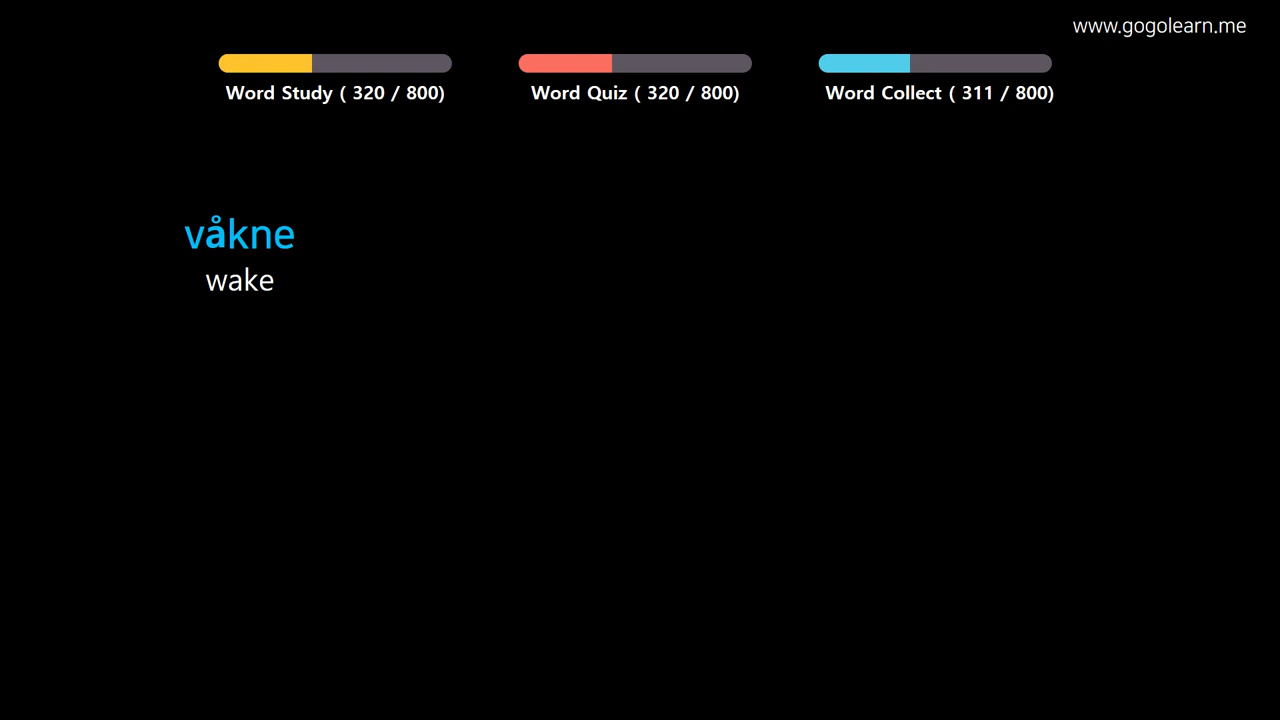 www.gogolearn.me
Word Study ( 320 / 800)
Word Quiz ( 320 / 800)
Word Collect ( 311 / 800)
våkne
wake